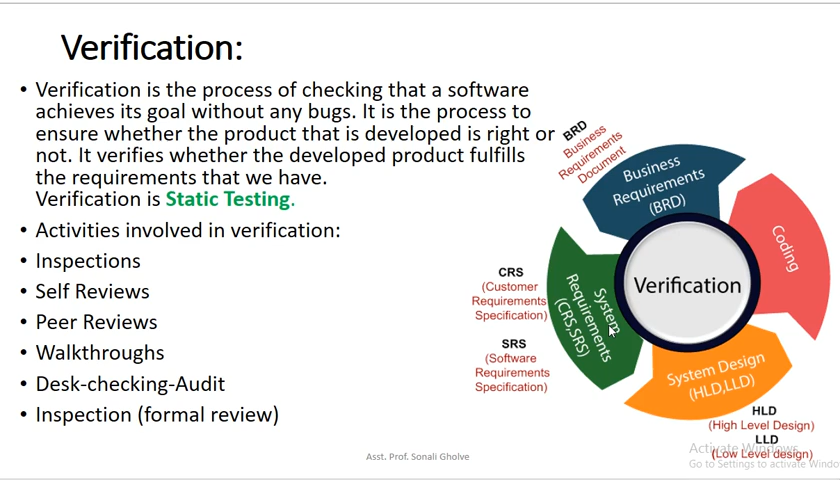 Verification:
• Verification is the process of checking that a software
achieves its goal without any bugs. It is the process to
ensure whether the product that is developed is right or
not. It verifies whether the developed product fulfills
the requirements that we have.
Verification is Static Testing.
• Activities involved in verification:
• Inspections
• Self Reviews
• Peer Reviews
• Walkthroughs
• Desk-checking-Audit
• Inspection (formal review)
BRD
Business
Requirements
Document
Business
Requirements
(BRD)
Coding
Verification
CRS
(Customer
Requirements
Specification)
System
Requirements
(CRS,SRS)
SRS
(Software
Requirements
Specification)
System Design
(HLD,LLD)
HLD
(High Level Design)
LLD
(Low Level design)
Activate Windows
Go to Settings to activate Windo
Asst. Prof. Sonali Gholve